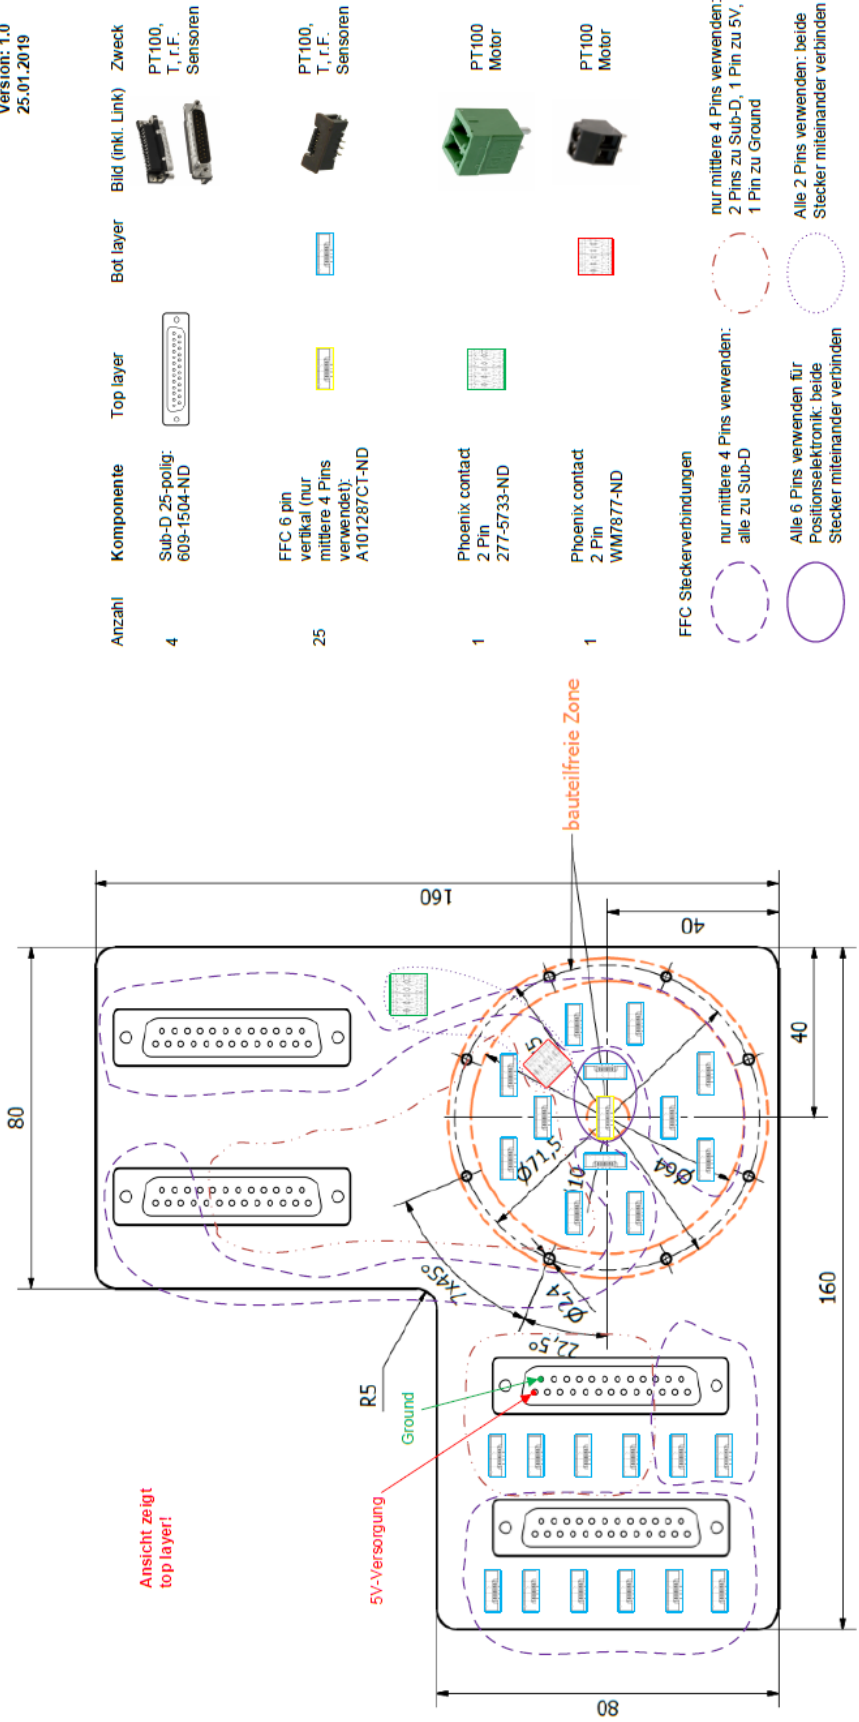 Version: 1.0
25.01.2019
Anzahl Komponente Top layer Bot layer Bild (inkl. Link) Zweck
4
Sub-D 25-polig:
609-1504-ND
PT100,
T, r.F.
Sensoren
25
FFC 6 pin
vertikal (nur
mittlere 4 Pins
verwendet):
A101287CT-ND
PT100,
T, r.F.
Sensoren
1
Phoenix contact
2 Pin
277-5733-ND
PT100
Motor
1
Phoenix contact
2 Pin
WM7877-ND
PT100
Motor
FFC Steckerverbindungen
nur mittlere 4 Pins verwenden:
alle zu Sub-D
nur mittlere 4 Pins verwenden:
2 Pins zu Sub-D, 1 Pin zu 5V,
1 Pin zu Ground
Alle 6 Pins verwenden für
Positionselektronik: beide
Stecker miteinander verbinden
Alle 2 Pins verwenden: beide
Stecker miteinander verbinden
Ansicht zeigt
top layer!
5V-Versorgung
Ground
R5
bauteilfreie Zone
80
160
40
40
160
80
7x45°
22,5°
Ø2,4
Ø71,5
Ø64
10
5